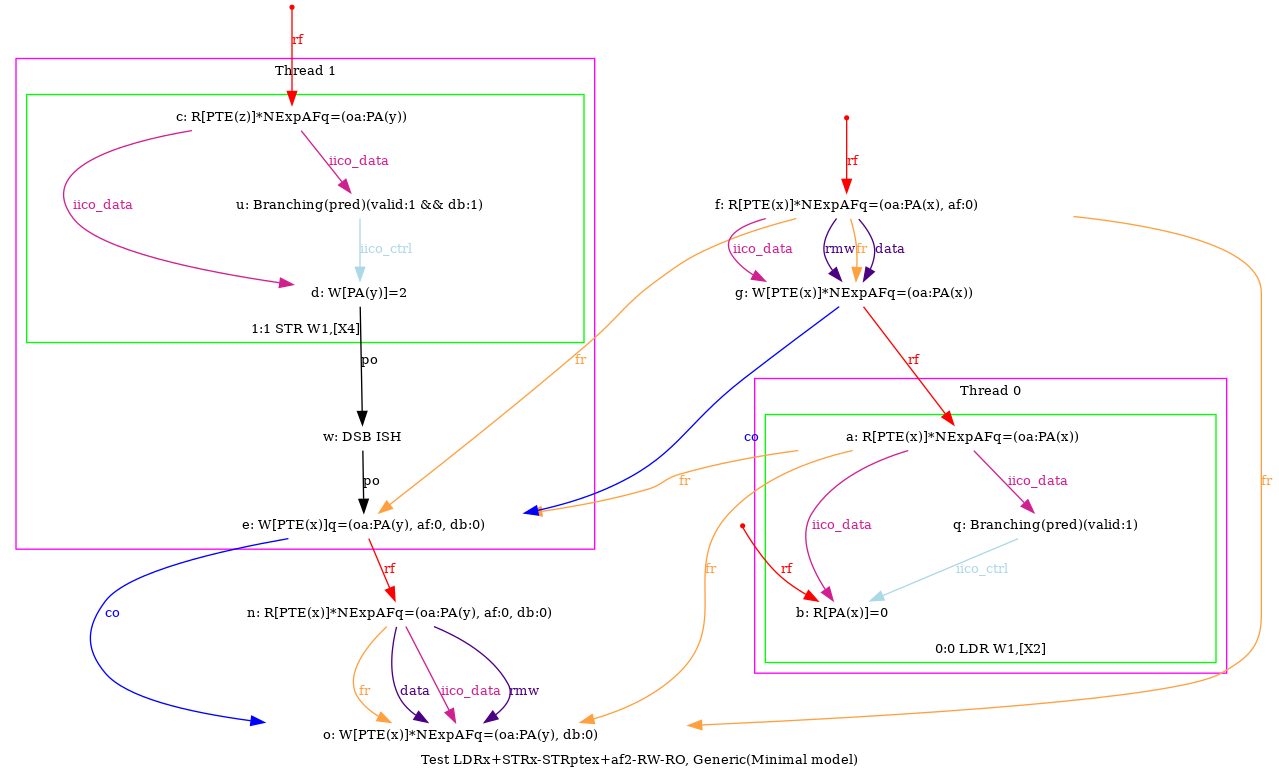 rf
Thread 1
c: R[PTE(z)]*NExpAFq=(oa:PA(y))
rf
iico_data
iico_data
u: Branching(pred)(valid:1 && db:1)
f: R[PTE(x)]*NExpAFq=(oa:PA(x), af:0)
iico_ctrl
iico_data
rmw
fr
data
d: W[PA(y)]=2
g: W[PTE(x)]*NExpAFq=(oa:PA(x))
1:1 STR W1,[X4]
po
fr
rf
Thread 0
w: DSB ISH
co
a: R[PTE(x)]*NExpAFq=(oa:PA(x))
po
fr
iico_data
fr
e: W[PTE(x)]q=(oa:PA(y), af:0, db:0)
iico_data
q: Branching(pred)(valid:1)
rf
fr
rf
iico_ctrl
co
n: R[PTE(x)]*NExpAFq=(oa:PA(y), af:0, db:0)
b: R[PA(x)]=0
0:0 LDR W1,[X2]
fr
data
iico_data
rmw
o: W[PTE(x)]*NExpAFq=(oa:PA(y), db:0)
Test LDRx+STRx-STRptex+af2-RW-RO, Generic(Minimal model)